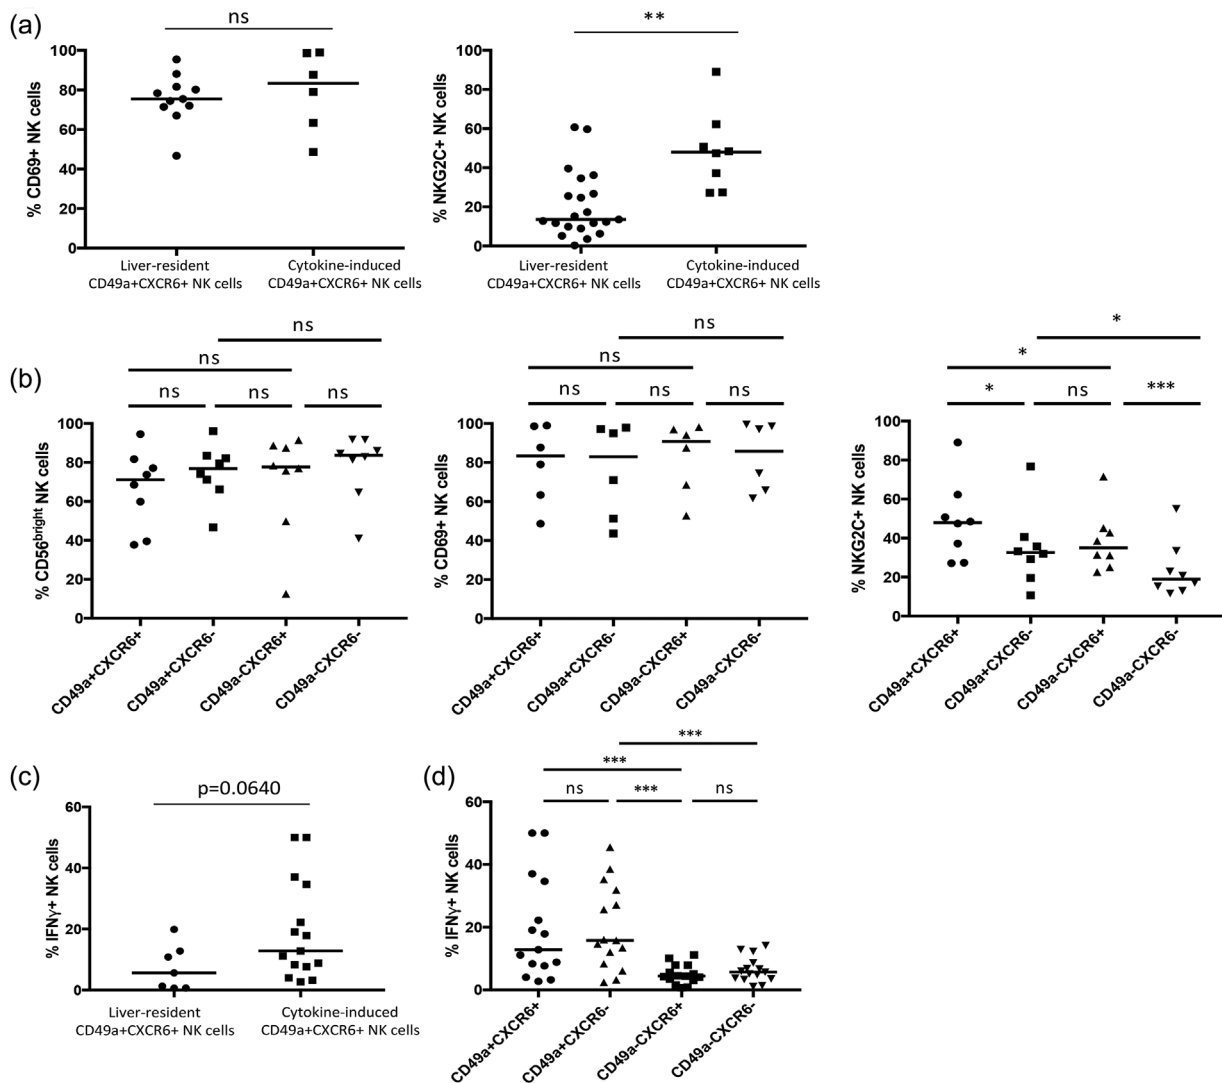 (a)
ns
% CD69+ NK cells
100
80
60
40
20
0
Liver-resident
CD49a+CXCR6+ NK cells
Cytokine-induced
CD49a+CXCR6+ NK cells
**
% NKG2C+ NK cells
100
80
60
40
20
0
Liver-resident
CD49a+CXCR6+ NK cells
Cytokine-induced
CD49a+CXCR6+ NK cells
(b)
ns
ns
ns
ns
ns
% CD56bright NK cells
100
80
60
40
20
0
CD49a+CXCR6+
CD49a+CXCR6-
CD49a-CXCR6+
CD49a-CXCR6-
ns
ns
ns
ns
ns
% CD69+ NK cells
100
80
60
40
20
0
CD49a+CXCR6+
CD49a+CXCR6-
CD49a-CXCR6+
CD49a-CXCR6-
*
*
*
ns
***
% NKG2C+ NK cells
100
80
60
40
20
0
CD49a+CXCR6+
CD49a+CXCR6-
CD49a-CXCR6+
CD49a-CXCR6-
(c)
p=0.0640
% IFNγ+ NK cells
60
40
20
0
Liver-resident
CD49a+CXCR6+ NK cells
Cytokine-induced
CD49a+CXCR6+ NK cells
(d)
***
***
ns
***
ns
% IFNγ+ NK cells
60
40
20
0
CD49a+CXCR6+
CD49a+CXCR6-
CD49a-CXCR6+
CD49a-CXCR6-